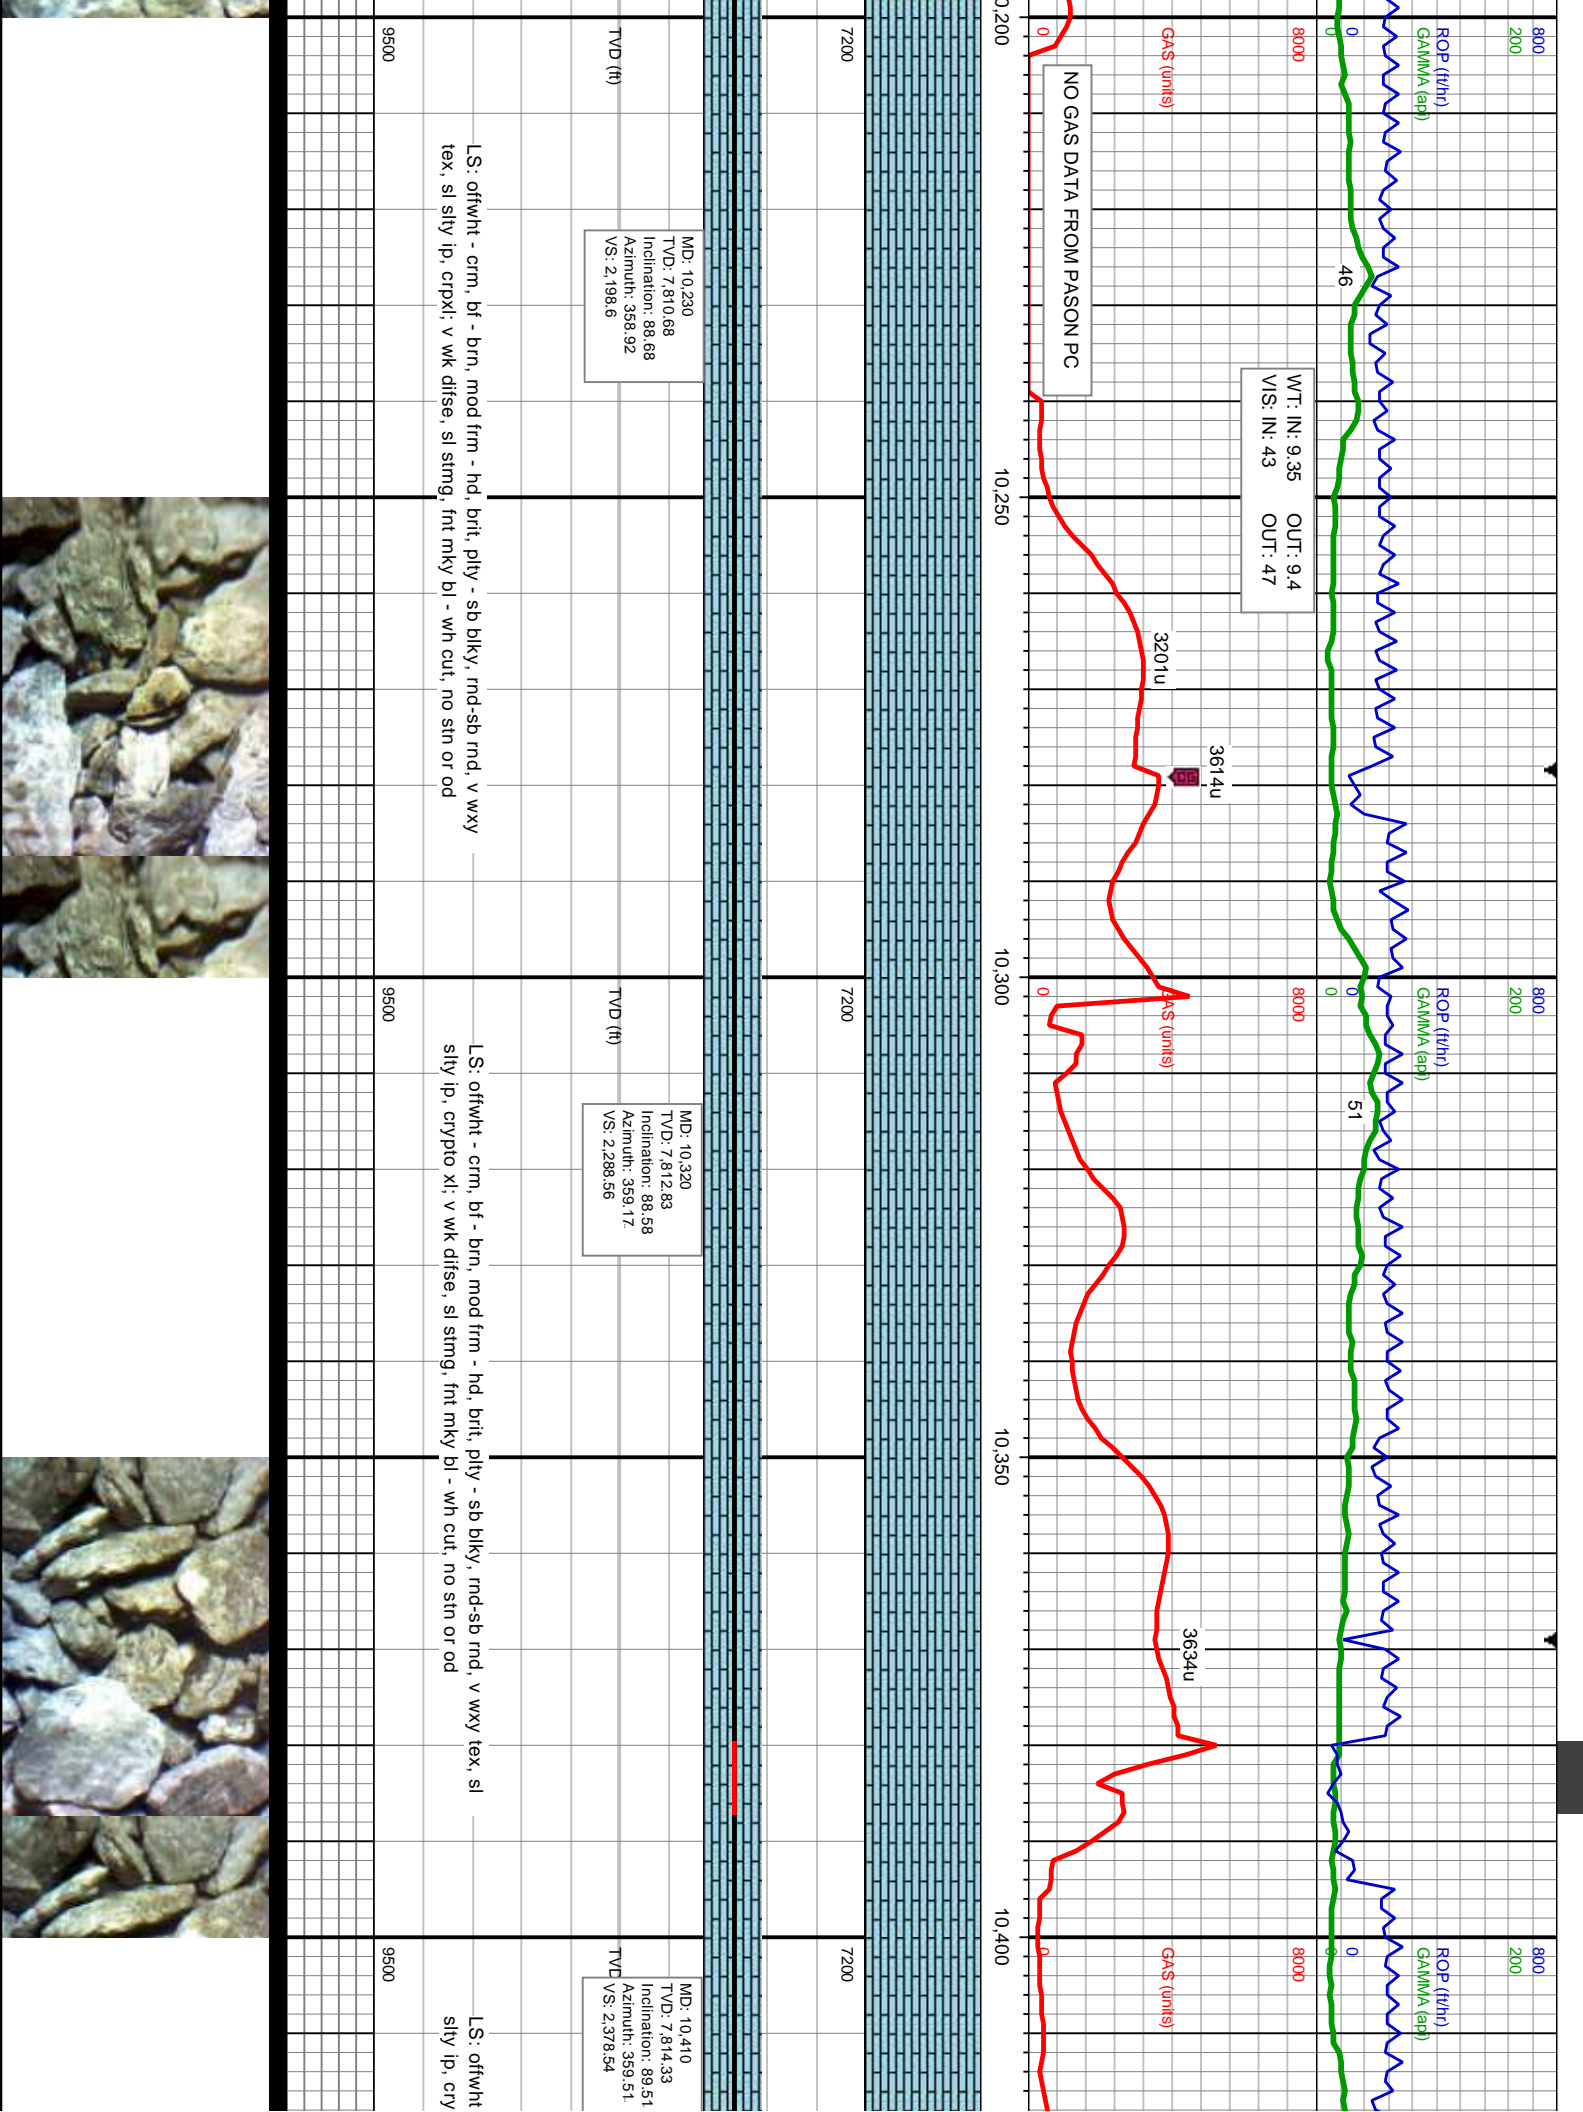 10,200
10,250
10,300
10,350
10,400
800
200
ROP (ft/hr)
GAMMA (api)
0
0
8000
GAS (units)
0
NO GAS DATA FROM PASON PC
46
WT: IN: 9.35 OUT: 9.4
VIS: IN: 43 OUT: 47
3201u
3614u
7200
TVD (ft)
9500
MD: 10,230
TVD: 7,810.68
Inclination: 88.68
Azimuth: 358.92
VS: 2,198.6
LS: offwht - crm, bf - brn, mod frm - hd, brit, plty - sb blky, rnd-sb rnd, v wxy
tex, sl slty ip, crpxl; v wk difse, sl stmg, fnt mky bl - wh cut, no stn or od
800
200
ROP (ft/hr)
GAMMA (api)
0
0
8000
GAS (units)
0
51
3634u
7200
TVD (ft)
9500
MD: 10,320
TVD: 7,812.83
Inclination: 88.58
Azimuth: 359.17
VS: 2,288.56
LS: offwht - crm, bf - brn, mod frm - hd, brit, plty - sb blky, rnd-sb rnd, v wxy tex, sl
slty ip, crypto xl; v wk difse, sl stmg, fnt mky bl - wh cut, no stn or od
800
200
ROP (ft/hr)
GAMMA (api)
0
0
8000
GAS (units)
0
7200
TVD
9500
MD: 10,410
TVD: 7,814.33
Inclination: 89.51
Azimuth: 359.51
VS: 2,378.54
LS: offwht
slty ip, cry